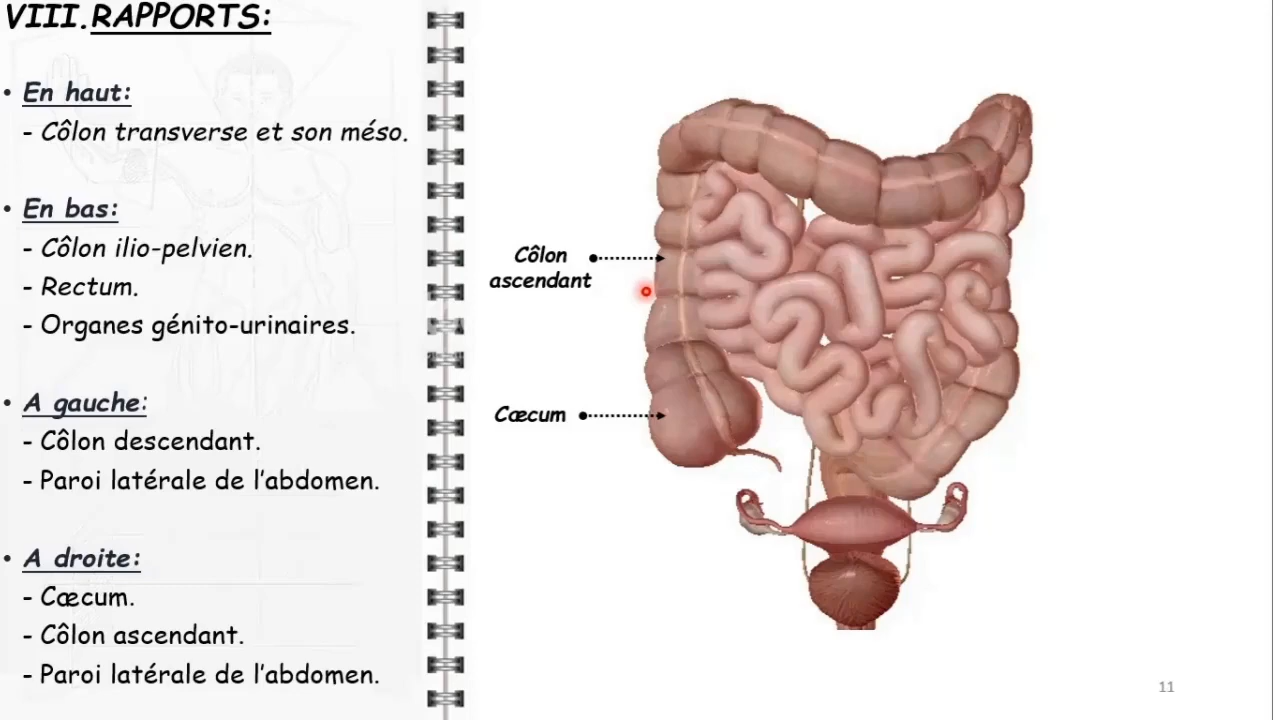 VIII. RAPPORTS:
• En haut:
- Côlon transverse et son méso.
• En bas:
- Côlon ilio-pelvien.
- Rectum.
- Organes génito-urinaires.
• A gauche:
- Côlon descendant.
- Paroi latérale de l'abdomen.
• A droite:
- Cæcum.
- Côlon ascendant.
- Paroi latérale de l'abdomen.
Côlon
ascendant
Cæcum
11